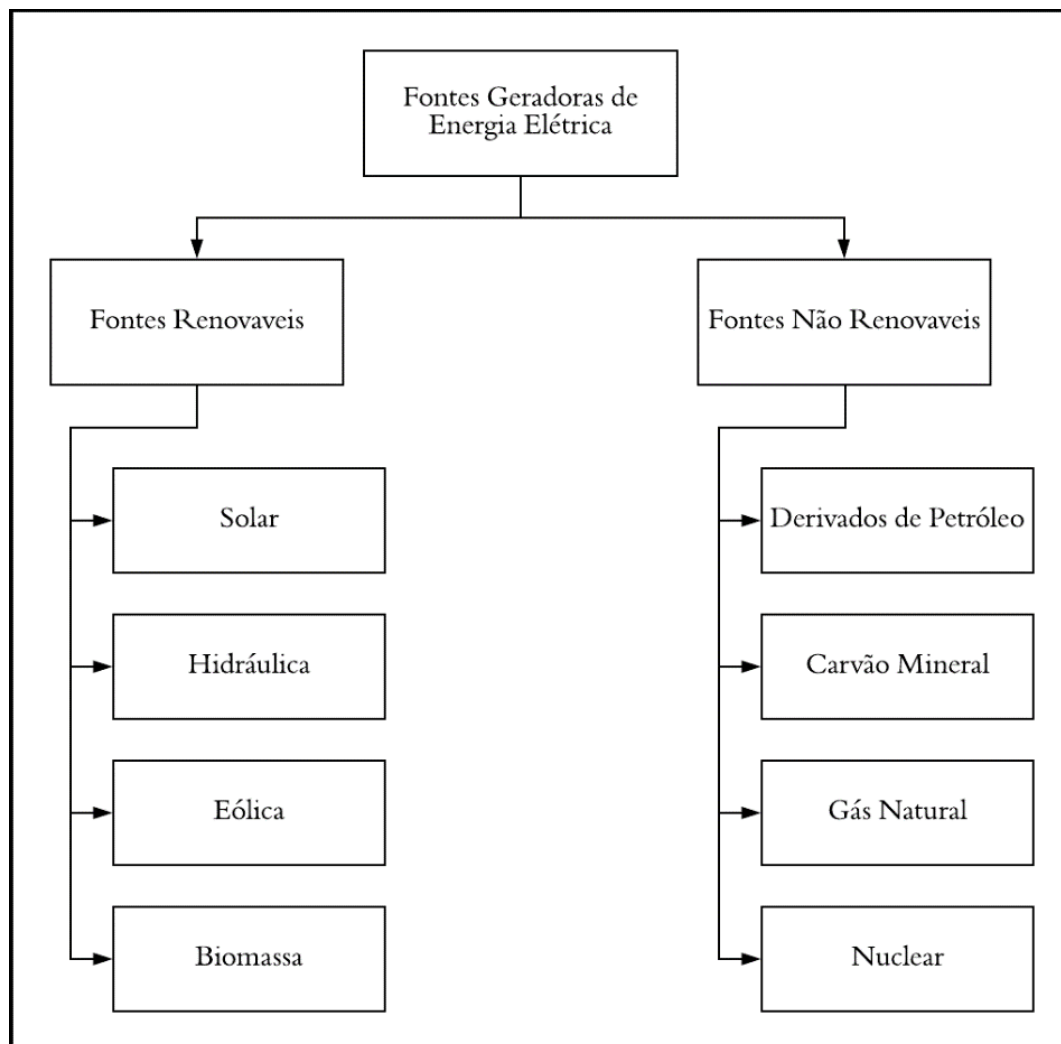 Fontes Geradoras de
Energia Elétrica
Fontes Renovaveis
Fontes Não Renovaveis
Solar
Hidráulica
Eólica
Biomassa
Derivados de Petróleo
Carvão Mineral
Gás Natural
Nuclear